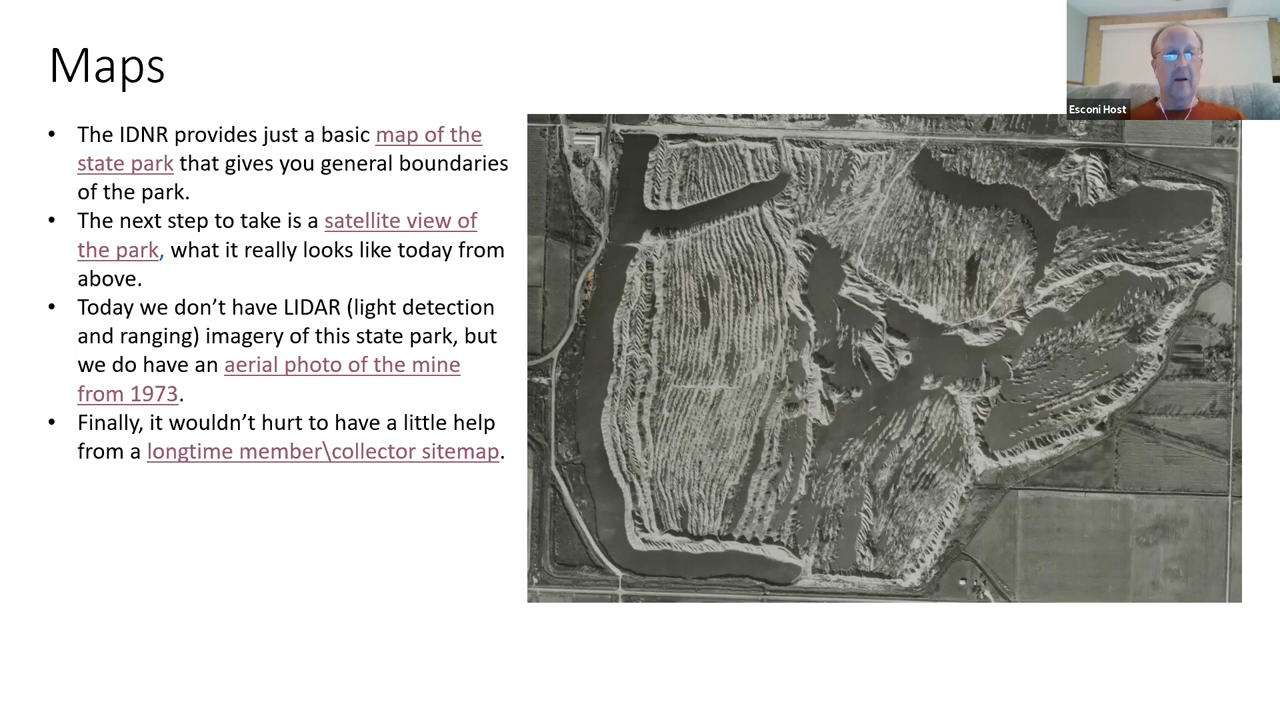 Maps
Esconi Host
• The IDNR provides just a basic map of the
state park that gives you general boundaries
of the park.
• The next step to take is a satellite view of
the park, what it really looks like today from
above.
• Today we don’t have LIDAR (light detection
and ranging) imagery of this state park, but
we do have an aerial photo of the mine
from 1973.
• Finally, it wouldn’t hurt to have a little help
from a longtime member\collector sitemap.